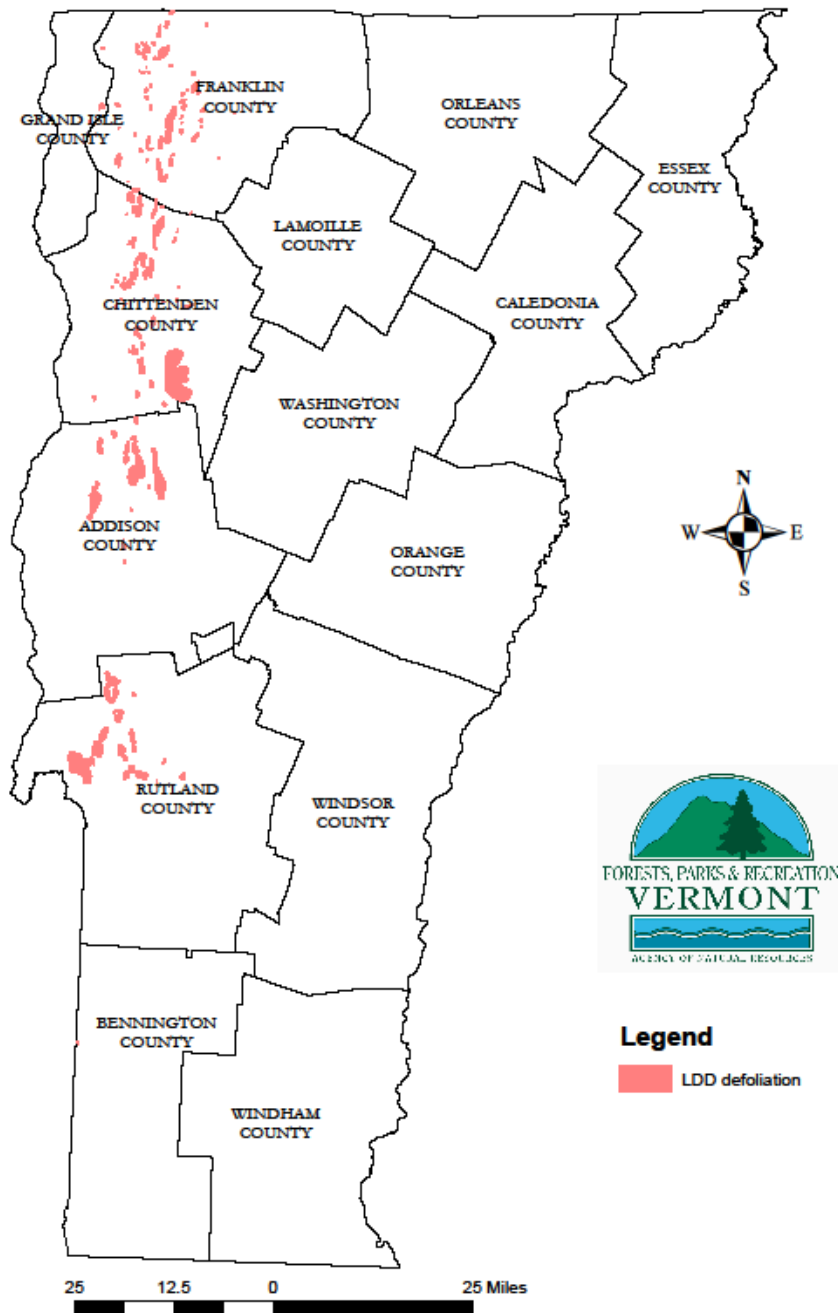 FRANKLIN
COUNTY
GRAND ISLE
COUNTY
ORLEANS
COUNTY
ESSEX
COUNTY
LAMOILLE
COUNTY
CHITTENDEN
COUNTY
CALEDONIA
COUNTY
WASHINGTON
COUNTY
ADDISON
COUNTY
ORANGE
COUNTY
N
W E
S
RUTLAND
COUNTY
WINDSOR
COUNTY
FORESTS, PARKS & RECREATION
VERMONT
AGENCY OF NATURAL RESOURCES
BENNINGTON
COUNTY
Legend
LDD defoliation
WINDHAM
COUNTY
25 12.5 0 25 Miles